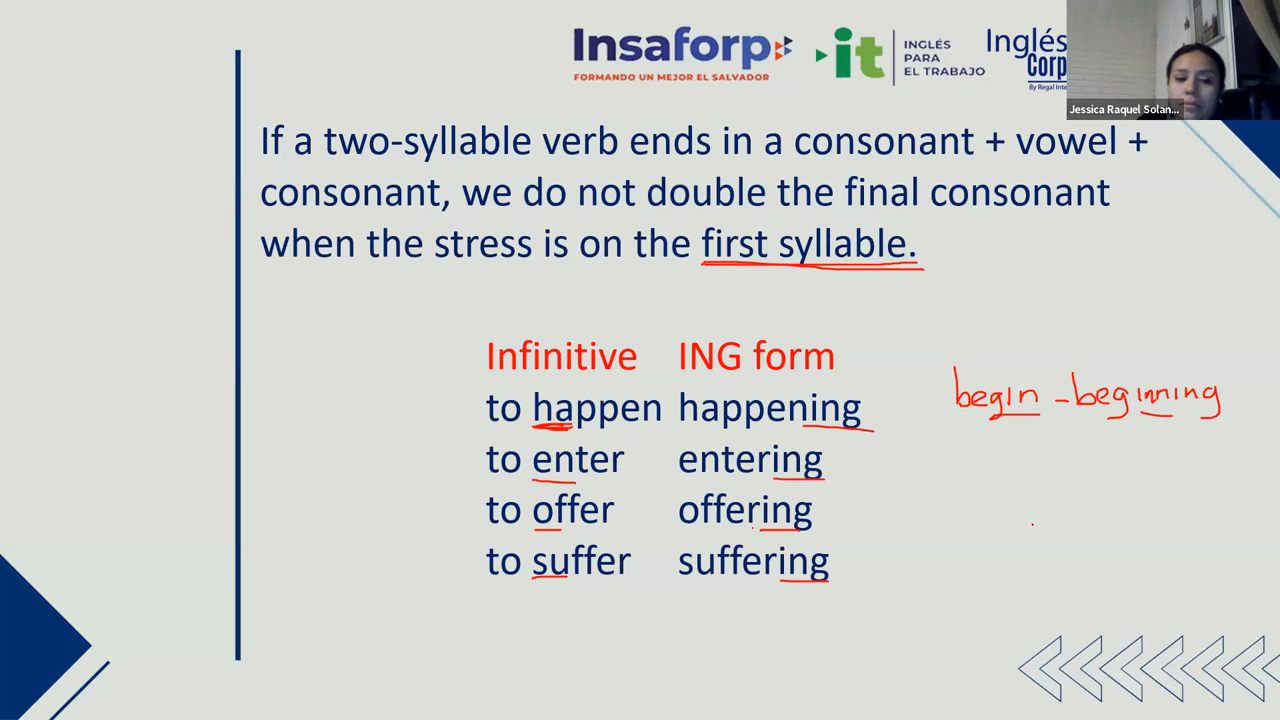 Insaforp
FORMANDO UN MEJOR EL SALVADOR
it
INGLÉS
PARA
EL TRABAJO
Inglés
Corp
By Regal Inte
Jessica Raquel Solan...
If a two-syllable verb ends in a consonant + vowel +
consonant, we do not double the final consonant
when the stress is on the first syllable.
Infinitive ING form
to happen happening
to enter entering
to offer offering
to suffer suffering
begin - beginning